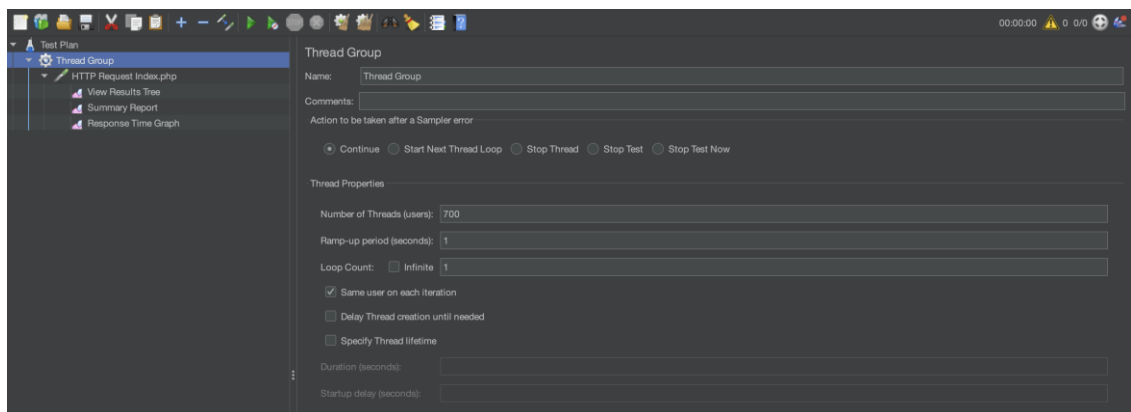 00:00:00 0 0/0
Test Plan
Thread Group
HTTP Request Index.php
View Results Tree
Summary Report
Response Time Graph
Thread Group
Name: Thread Group
Comments:
Action to be taken after a Sampler error
Continue Start Next Thread Loop Stop Thread Stop Test Stop Test Now
Thread Properties
Number of Threads (users): 700
Ramp-up period (seconds): 1
Loop Count: Infinite 1
Same user on each iteration
Delay Thread creation until needed
Specify Thread lifetime
Duration (seconds):
Startup delay (seconds):